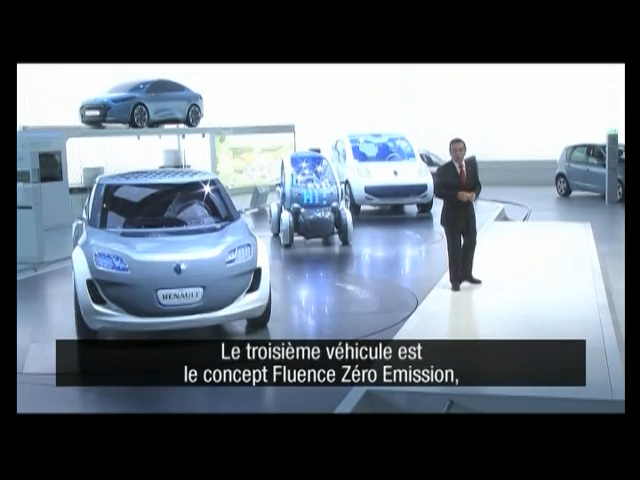 RENAULT
Le troisième véhicule est
le concept Fluence Zéro Emission,